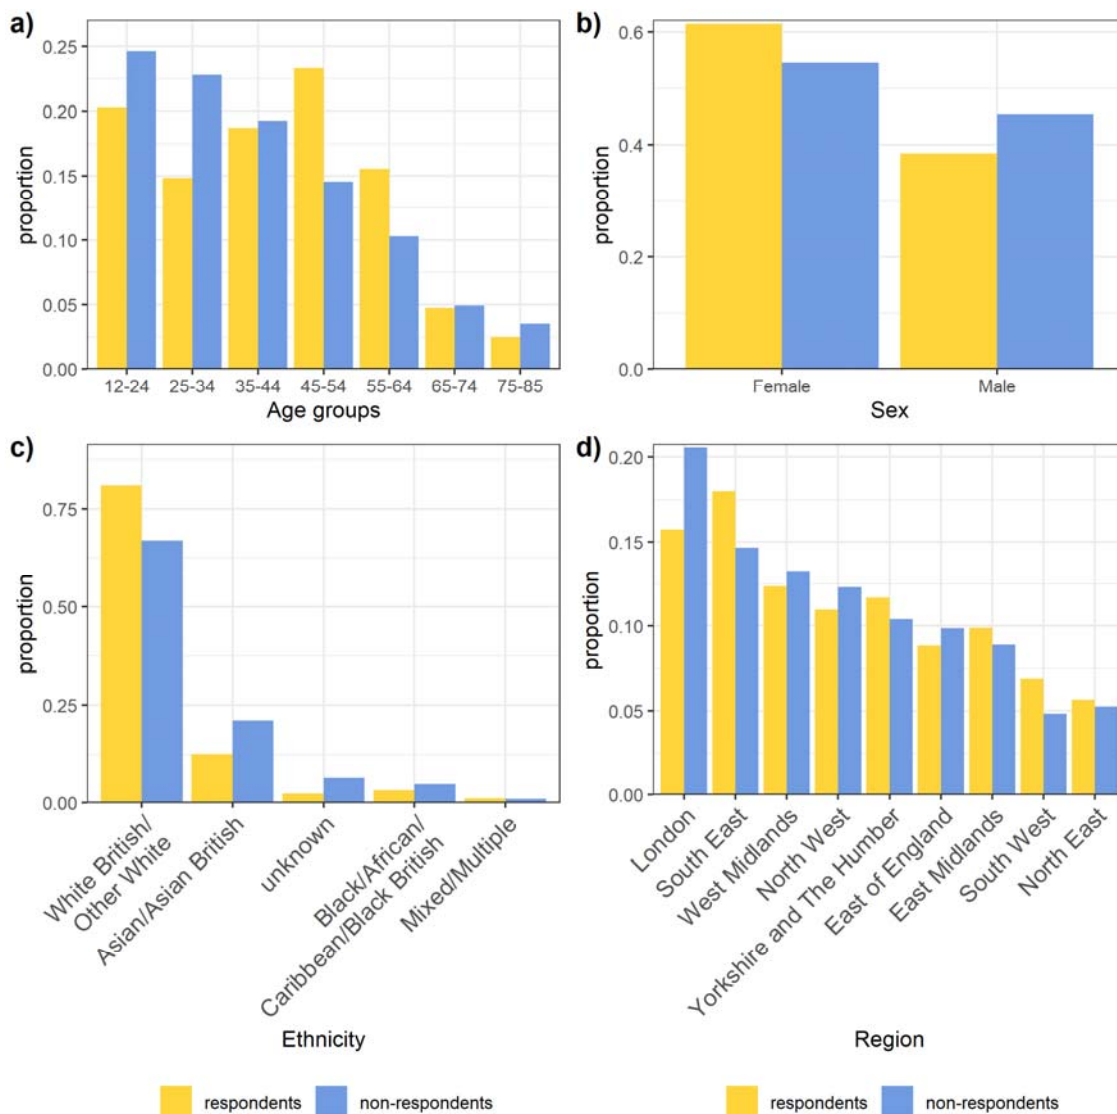 a)
proportion
0.25
0.20
0.15
0.10
0.05
0.00
12-24 25-34 35-44 45-54 55-64 65-74 75-85
Age groups
b)
proportion
0.6
0.4
0.2
0.0
Female Male
Sex
c)
proportion
0.75
0.50
0.25
0.00
White British/
Other White
Asian/Asian British
unknown
Black/African/
Caribbean/Black British
Mixed/Multiple
Ethnicity
respondents non-respondents
d)
proportion
0.20
0.15
0.10
0.05
0.00
London
South East
West Midlands
North West
Yorkshire and The Humber
East of England
East Midlands
South West
North East
Region
respondents non-respondents